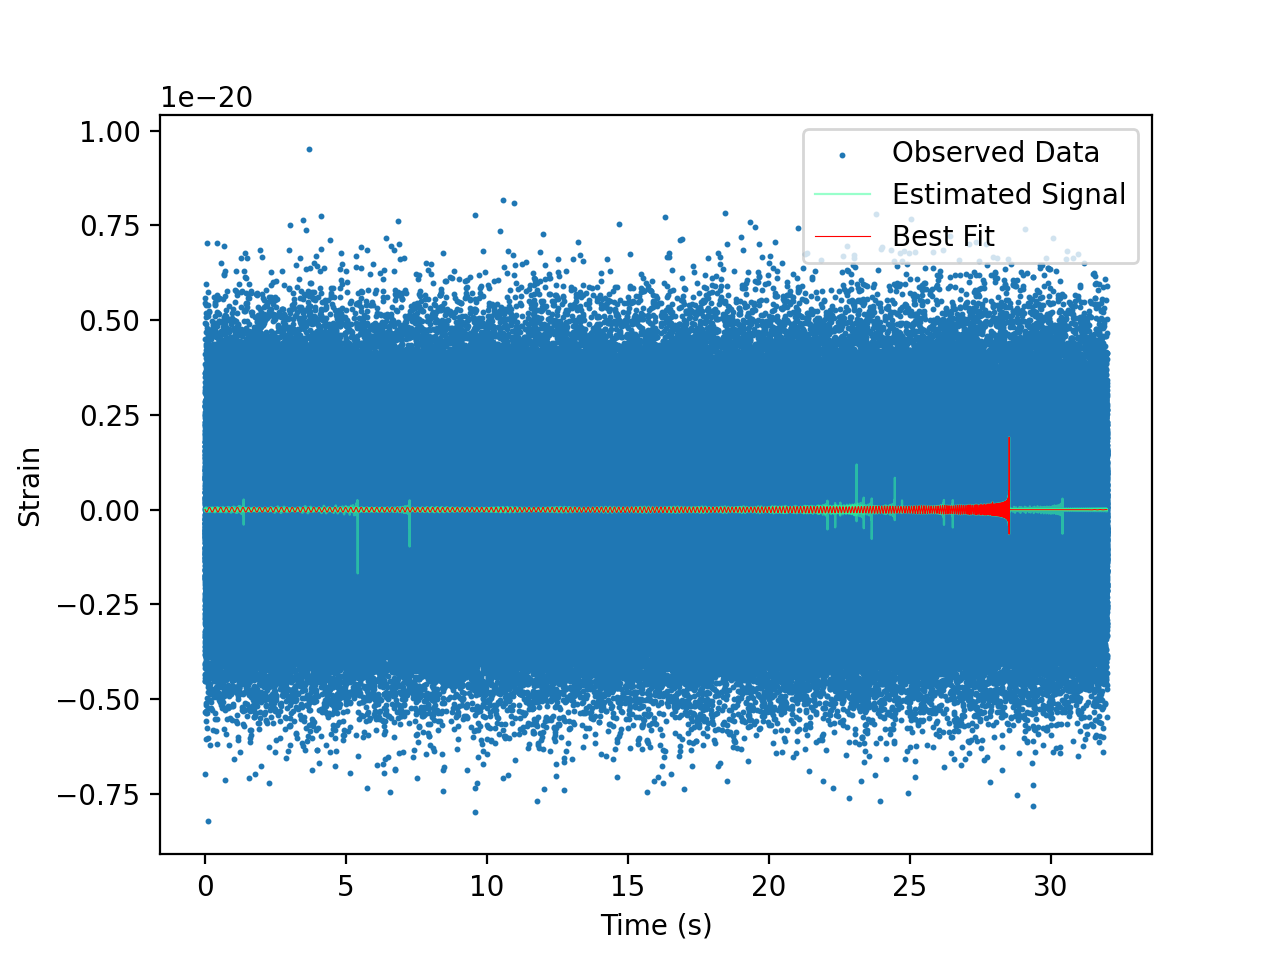 1e−20
1.00
0.75
0.50
0.25
0.00
−0.25
−0.50
−0.75
Strain
Observed Data
Estimated Signal
Best Fit
0 5 10 15 20 25 30
Time (s)